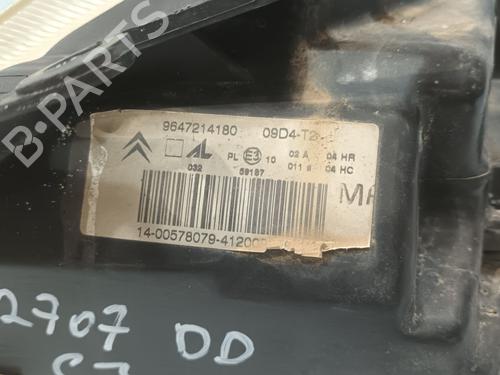 B-PARTS
9647214180 09D4-T2
AL PL E3 10 02 A 04 HR
032 59187 011 04 HC
14-00578079-41200
2707 DD